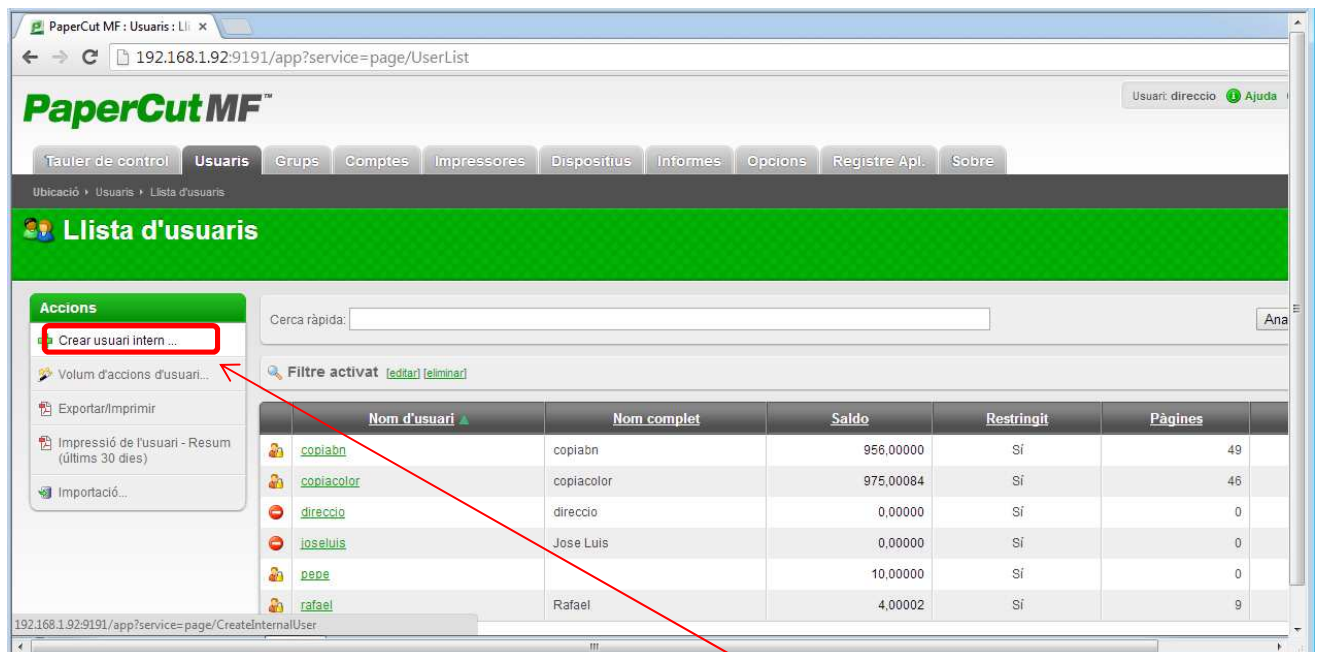 PaperCut MF : Usuaris : Lli
192.168.1.92:9191/app?service=page/UserList
PaperCutMF™
Usuari: direccio Ajuda
Tauler de control Usuaris Grups Comptes Impressores Dispositius Informes Opcions Registre Apl. Sobre
Ubicació Usuaris Llista d'usuaris
Llista d'usuaris
Accions
Crear usuari intern ...
Volum d'accions d'usuari...
Exportar/Imprimir
Impressió de l'usuari - Resum
(últims 30 dies)
Importació...
Cerca ràpida:
Ana
Filtre activat [editar] [eliminar]
Nom d'usuari Nom complet Saldo Restringit Pàgines
copiabn copiabn 956,00000 Sí 49
copiacolor copiacolor 975,00084 Sí 46
direccio direccio 0,00000 Sí 0
joseluis Jose Luis 0,00000 Sí 0
pepe 10,00000 Sí 0
rafael Rafael 4,00002 Sí 9
192.168.1.92:9191/app?service=page/CreateInternalUser